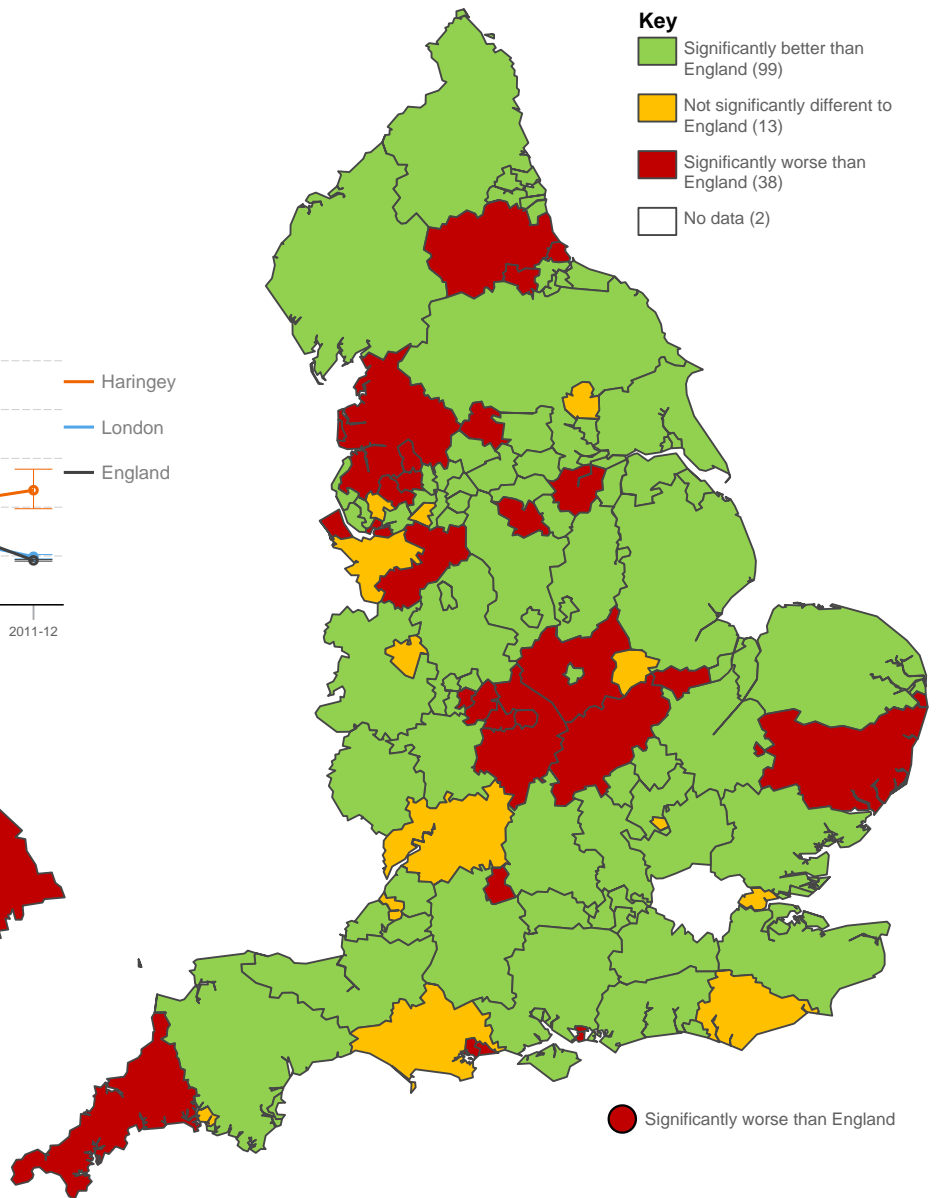 Key
Significantly better than
England (99)
Not significantly different to
England (13)
Significantly worse than
England (38)
No data (2)
Haringey
London
England
2011-12
Significantly worse than England